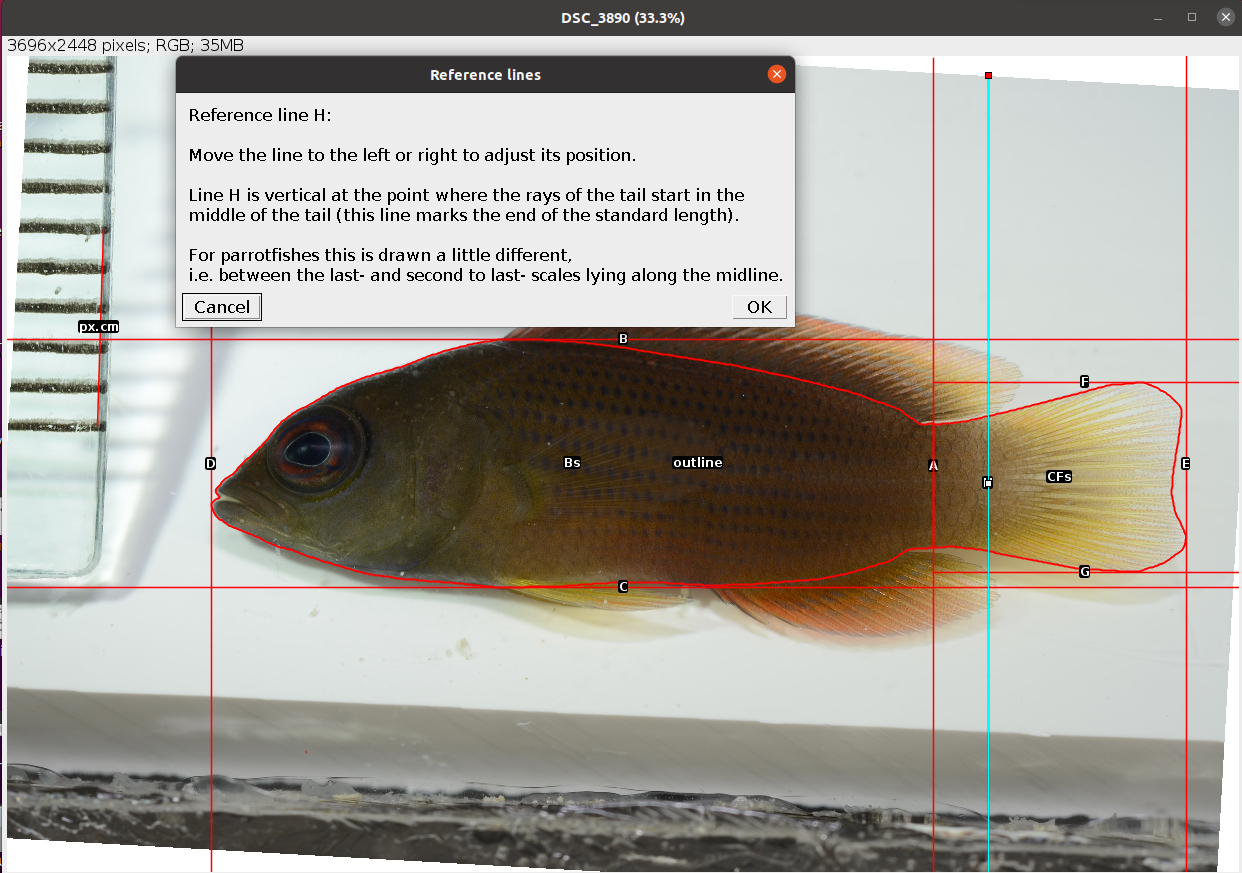 DSC_3890 (33.3%)
3696x2448 pixels; RGB; 35MB
Reference lines
Reference line H:
Move the line to the left or right to adjust its position.
Line H is vertical at the point where the rays of the tail start in the
middle of the tail (this line marks the end of the standard length).
For parrotfishes this is drawn a little different,
i.e. between the last- and second to last- scales lying along the midline.
Cancel
OK
px.cm
B
F
D
Bs
outline
A
E
CFs
G
C